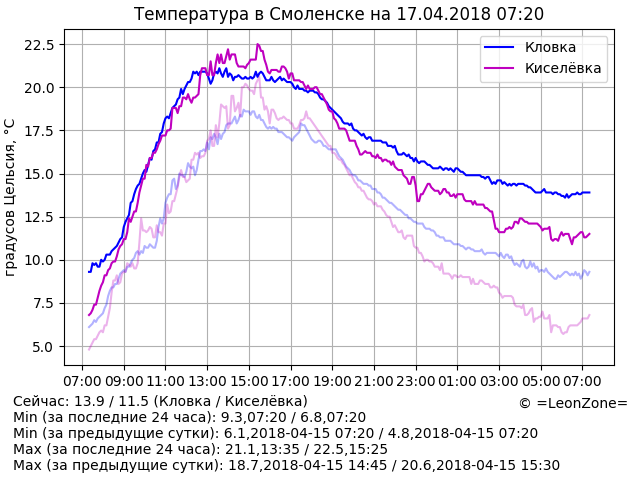 Температура в Смоленске на 17.04.2018 07:20
градусов Цельсия, °C
22.5
20.0
17.5
15.0
12.5
10.0
7.5
5.0
Кловка
Киселёвка
07:00 09:00 11:00 13:00 15:00 17:00 19:00 21:00 23:00 01:00 03:00 05:00 07:00
Сейчас: 13.9 / 11.5 (Кловка / Киселёвка)
© =LeonZone=
Min (за последние 24 часа): 9.3,07:20 / 6.8,07:20
Min (за предыдущие сутки): 6.1,2018-04-15 07:20 / 4.8,2018-04-15 07:20
Max (за последние 24 часа): 21.1,13:35 / 22.5,15:25
Max (за предыдущие сутки): 18.7,2018-04-15 14:45 / 20.6,2018-04-15 15:30